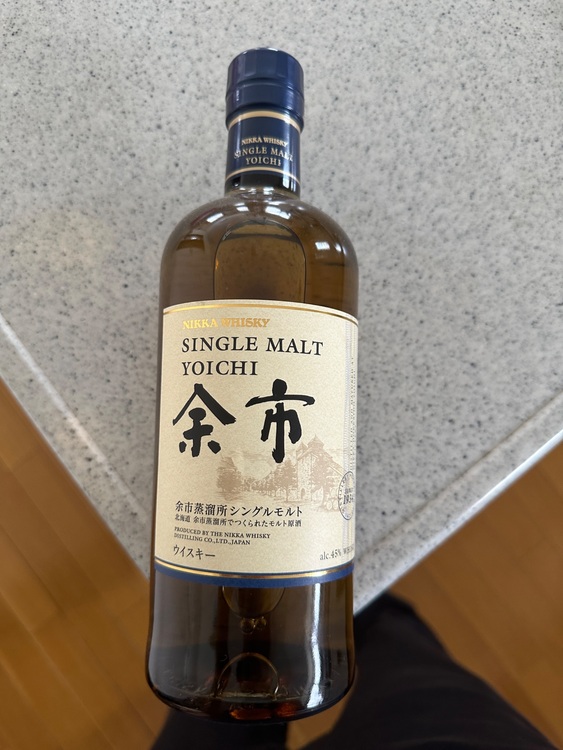 NIKKA WHISKY
SINGLE MALT
YOICHI
NIKKA WHISKY
SINGLE MALT
YOICHI
余市
余市蒸溜所シングルモルト
北海道 余市蒸溜所でつくられたモルト原酒
PRODUCED BY THE NIKKA WHISKY
DISTILLING CO.,LTD.,JAPAN
ウイスキー
alc.45%